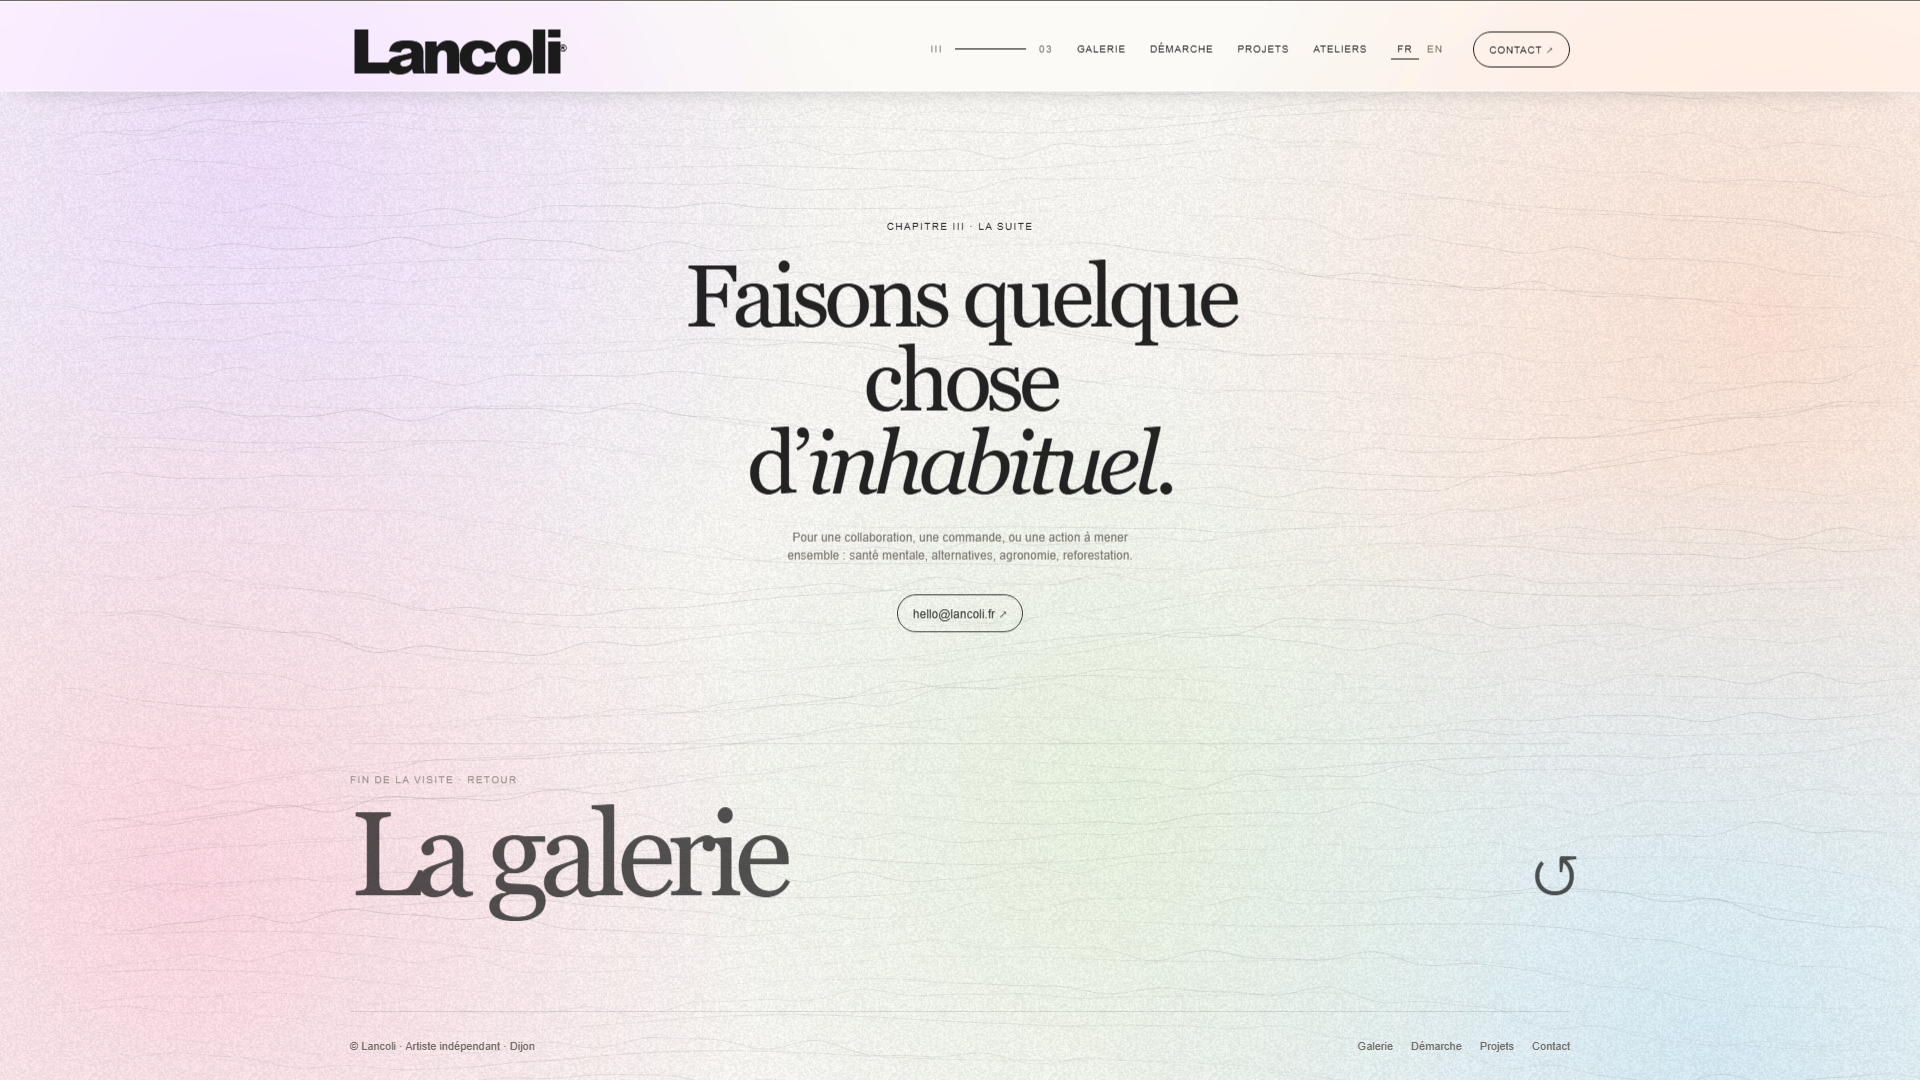 Lancoli®
III 03 GALERIE DÉMARCHE PROJETS ATELIERS FR EN CONTACT ↗
CHAPITRE III · LA SUITE
Faisons quelque
chose
d’inhabituel.
Pour une collaboration, une commande, ou une action à mener
ensemble : santé mentale, alternatives, agronomie, reforestation.
hello@lancoli.fr ↗
FIN DE LA VISITE · RETOUR
La galerie ↺
© Lancoli · Artiste indépendant · Dijon
Galerie Démarche Projets Contact